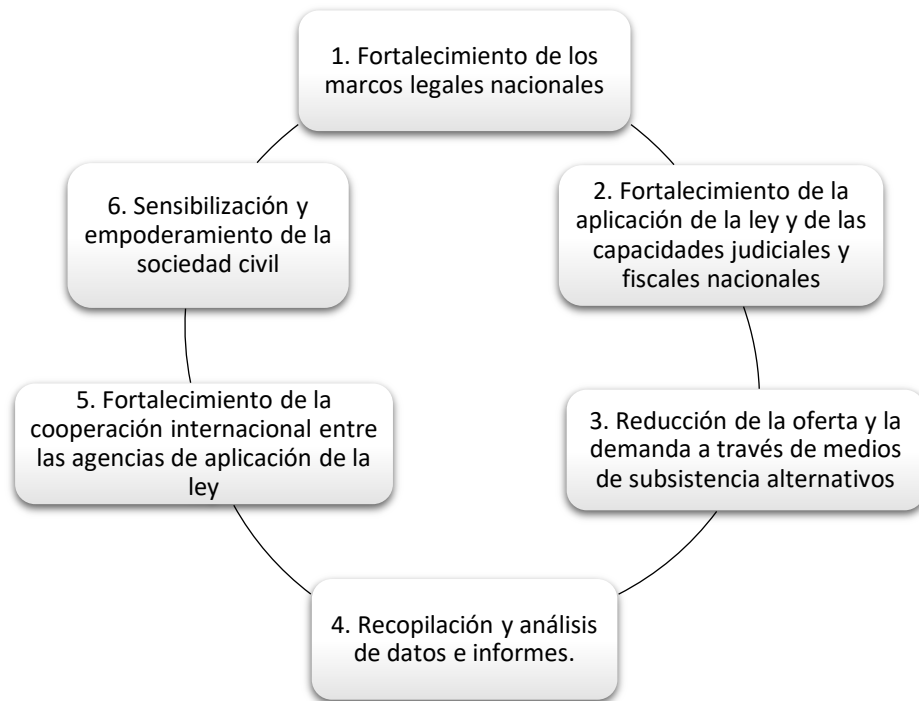 1. Fortalecimiento de los
marcos legales nacionales
2. Fortalecimiento de la
aplicación de la ley y de las
capacidades judiciales y
fiscales nacionales
3. Reducción de la oferta y la
demanda a través de medios
de subsistencia alternativos
4. Recopilación y análisis
de datos e informes.
5. Fortalecimiento de la
cooperación internacional entre
las agencias de aplicación de la
ley
6. Sensibilización y
empoderamiento de la
sociedad civil